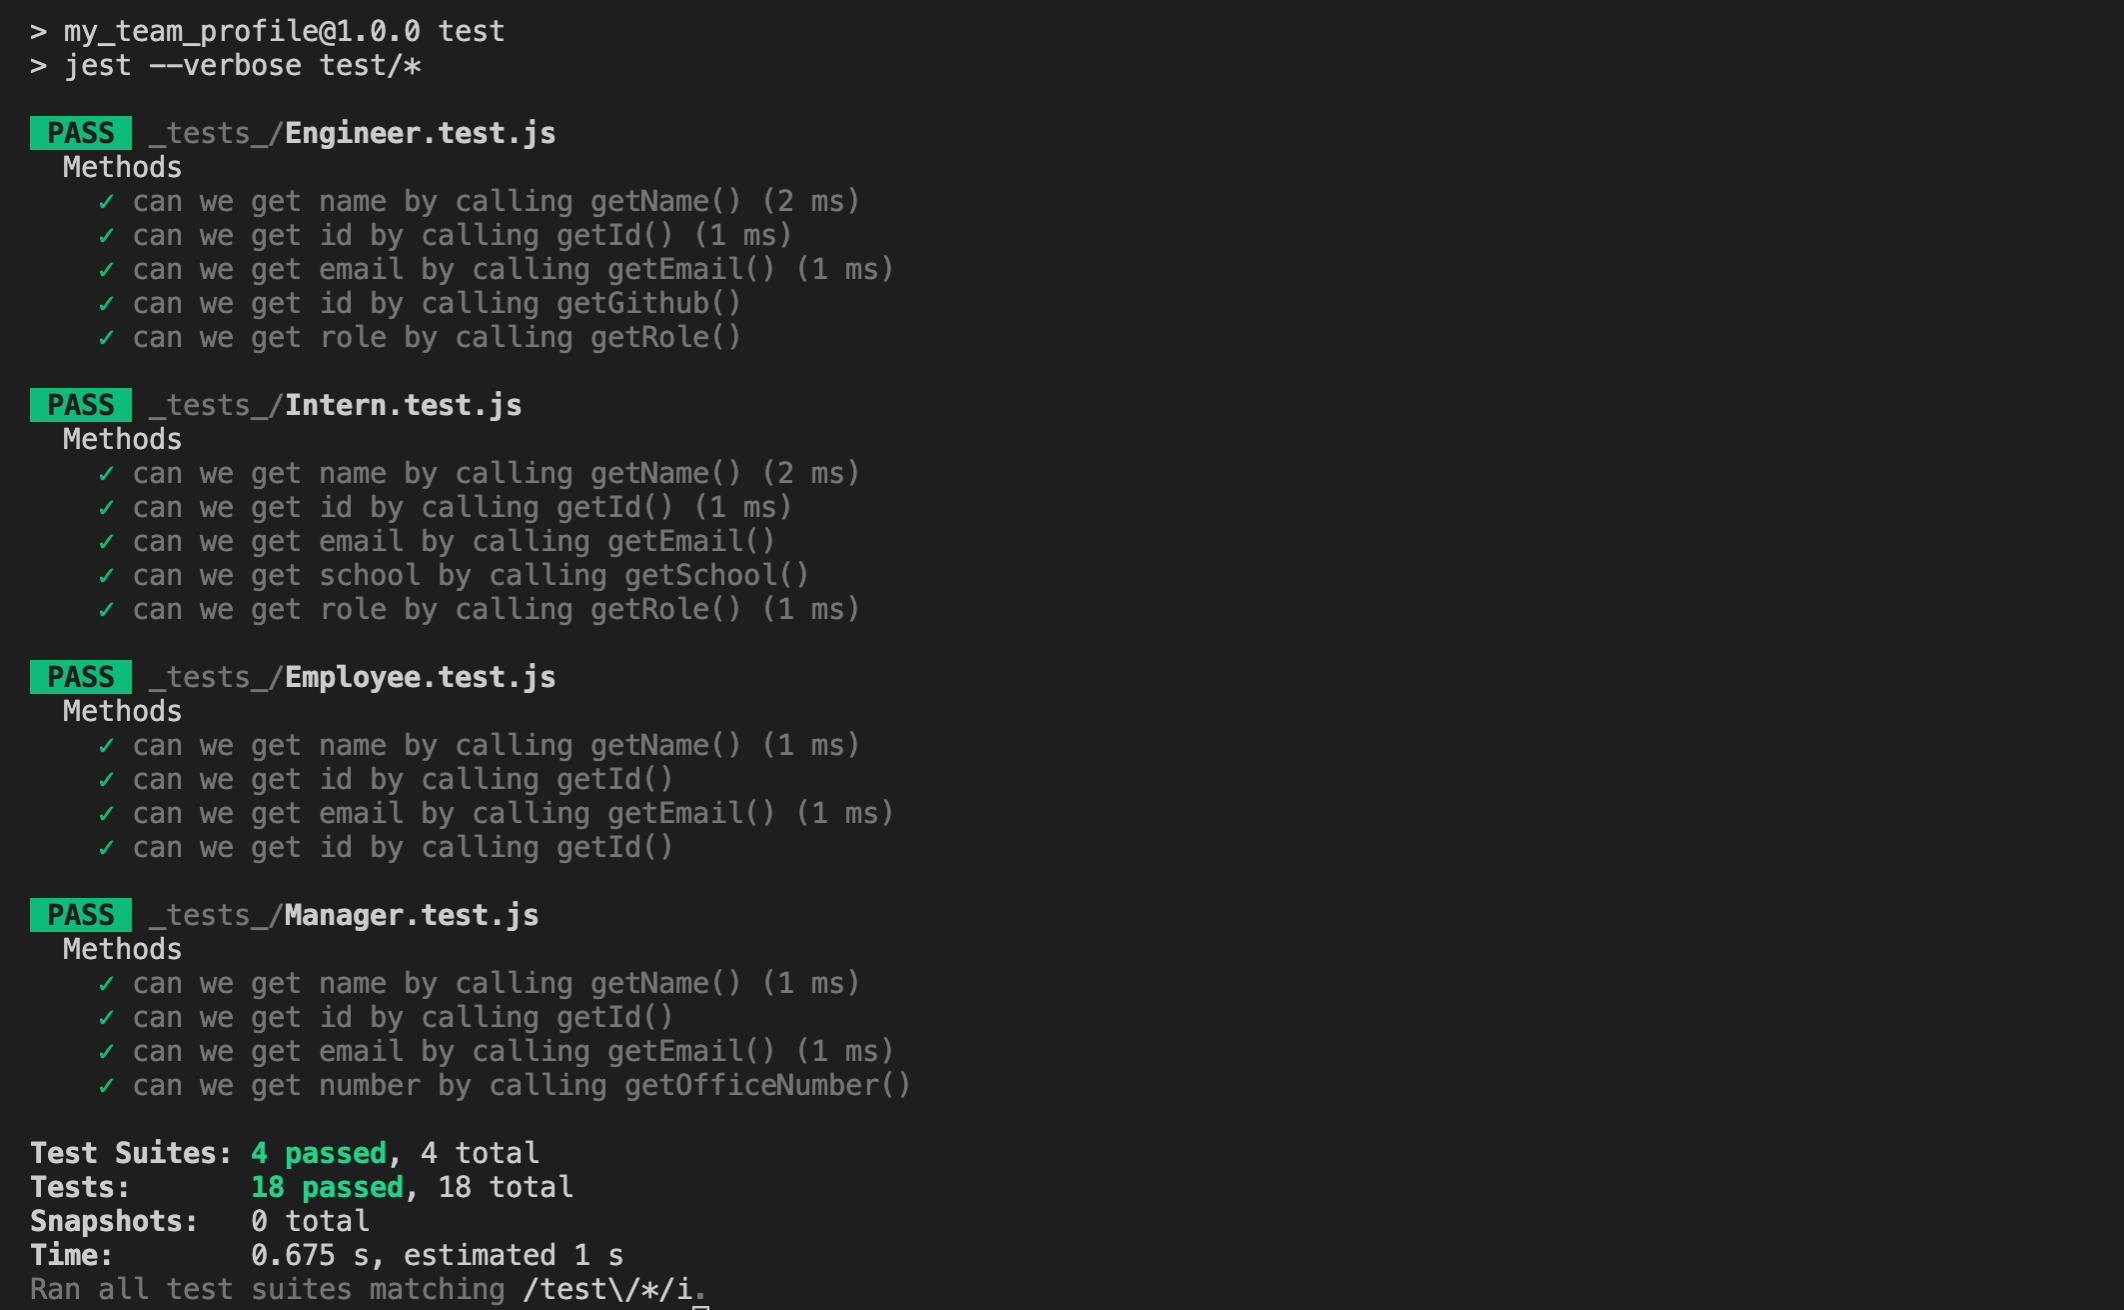 > my_team_profile@1.0.0 test
> jest --verbose test/*
PASS _tests_/Engineer.test.js
Methods
✓ can we get name by calling getName() (2 ms)
✓ can we get id by calling getId() (1 ms)
✓ can we get email by calling getEmail() (1 ms)
✓ can we get id by calling getGithub()
✓ can we get role by calling getRole()
PASS _tests_/Intern.test.js
Methods
✓ can we get name by calling getName() (2 ms)
✓ can we get id by calling getId() (1 ms)
✓ can we get email by calling getEmail()
✓ can we get school by calling getSchool()
✓ can we get role by calling getRole() (1 ms)
PASS _tests_/Employee.test.js
Methods
✓ can we get name by calling getName() (1 ms)
✓ can we get id by calling getId()
✓ can we get email by calling getEmail() (1 ms)
✓ can we get id by calling getId()
PASS _tests_/Manager.test.js
Methods
✓ can we get name by calling getName() (1 ms)
✓ can we get id by calling getId()
✓ can we get email by calling getEmail() (1 ms)
✓ can we get number by calling getOfficeNumber()
Test Suites: 4 passed, 4 total
Tests: 18 passed, 18 total
Snapshots: 0 total
Time: 0.675 s, estimated 1 s
Ran all test suites matching /test\/*/i.